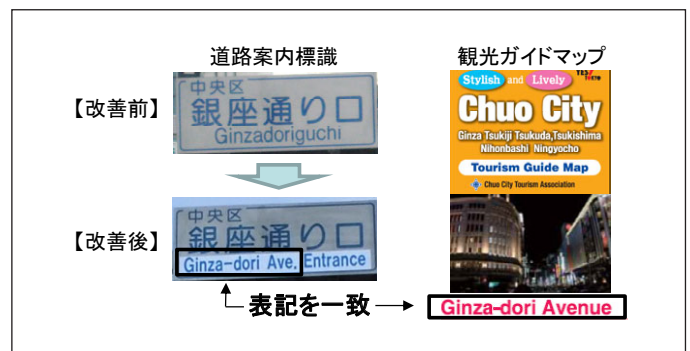 道路案内標識
観光ガイドマップ
【改善前】
中央区
銀座通り口
Ginzadoriguchi
YES!
TOKYO
Stylish and Lively
Chuo City
Ginza Tsukiji Tsukuda,Tsukishima
Nihonbashi Ningyocho
Tourism Guide Map
Chuo City Tourism Association
【改善後】
中央区
銀座通り口
Ginza-dori Ave. Entrance
表記を一致
Ginza-dori Avenue